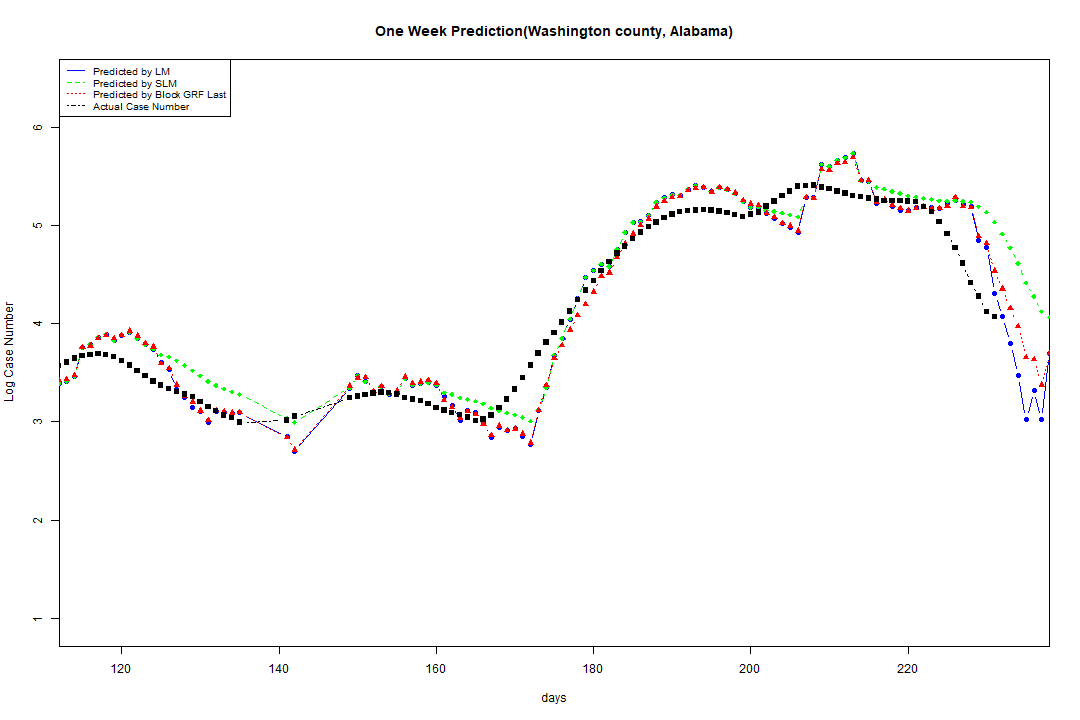 One Week Prediction(Washington county, Alabama)
Predicted by LM
Predicted by SLM
Predicted by Block GRF Last
Actual Case Number
Log Case Number
6
5
4
3
2
1
120 140 160 180 200 220
days